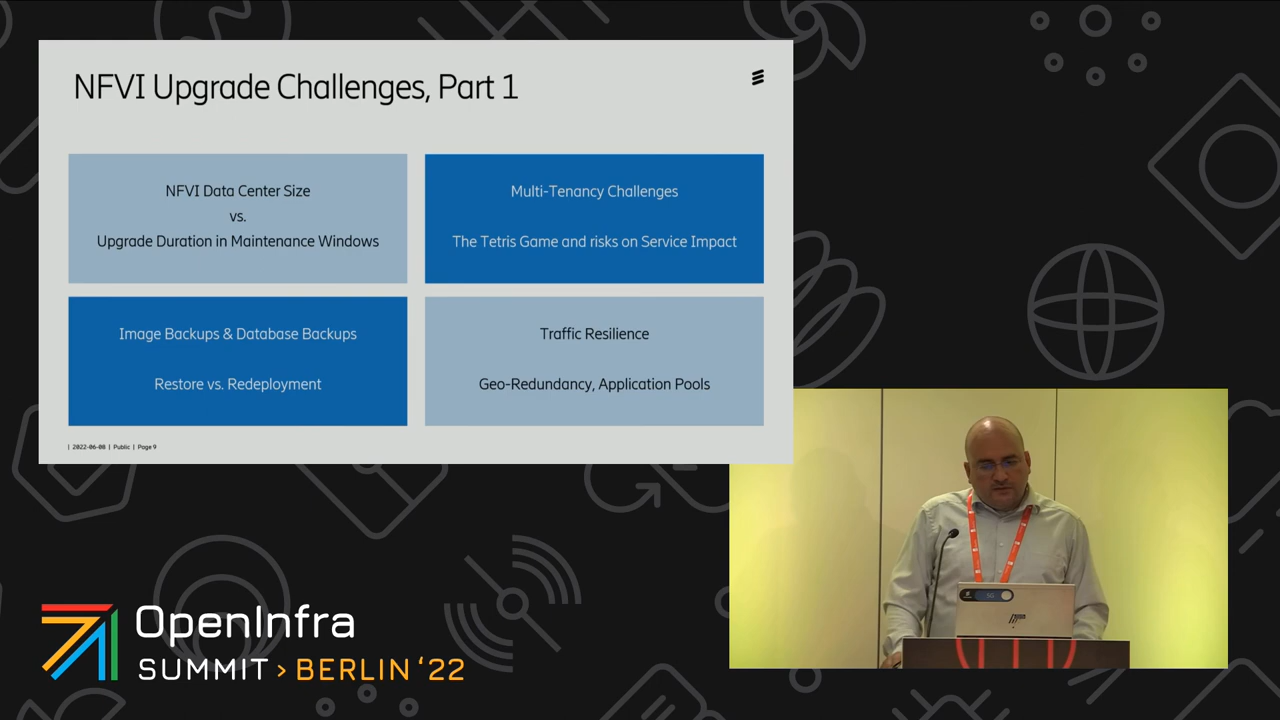 NFVI Upgrade Challenges, Part 1
NFVI Data Center Size
vs.
Upgrade Duration in Maintenance Windows
Multi-Tenancy Challenges
The Tetris Game and risks on Service Impact
Image Backups & Database Backups
Restore vs. Redeployment
Traffic Resilience
Geo-Redundancy, Application Pools
| 2022-06-08 | Public | Page 9
5G
OpenInfra
SUMMIT > BERLIN ‘22